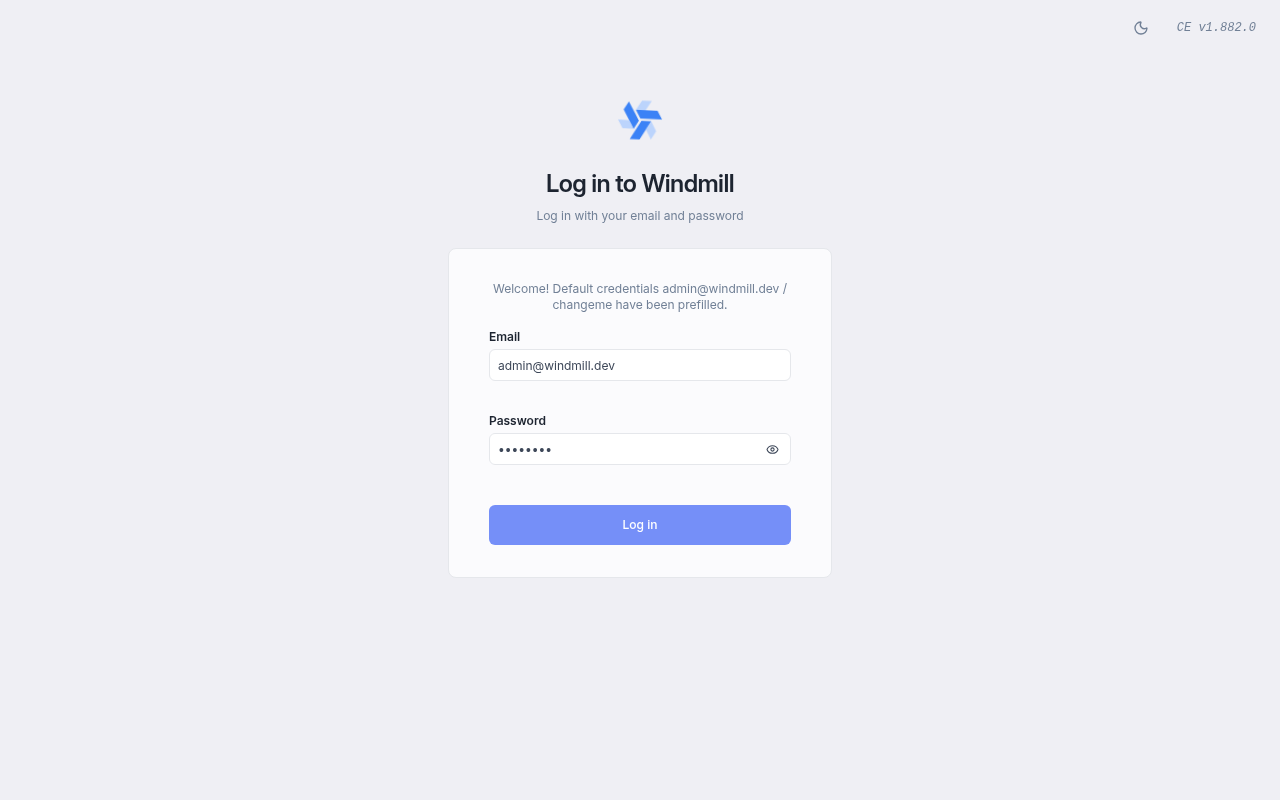 CE v1.882.0
Log in to Windmill
Log in with your email and password
Welcome! Default credentials admin@windmill.dev /
changeme have been prefilled.
Email
admin@windmill.dev
Password
••••••••
Log in